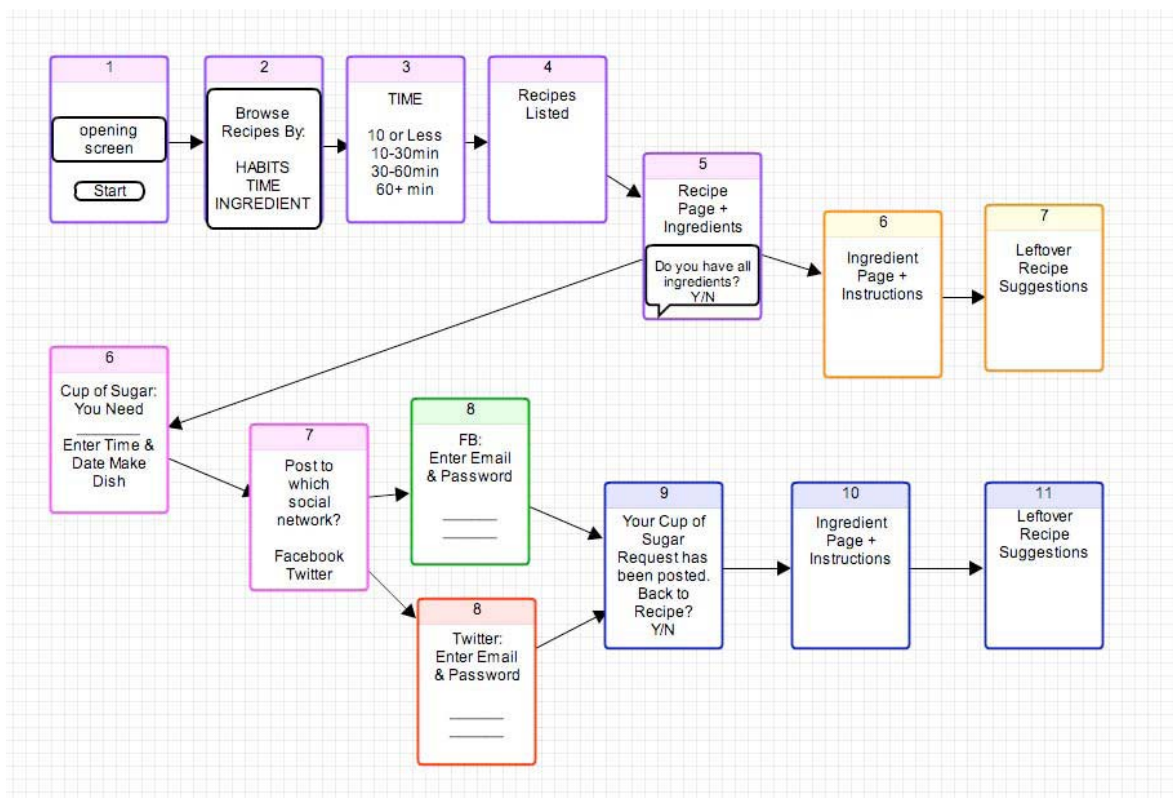 1
opening
screen
Start
2
Browse
Recipes By:
HABITS
TIME
INGREDIENT
3
TIME
10 or Less
10-30min
30-60min
60+ min
4
Recipes
Listed
5
Recipe
Page +
Ingredients
Do you have all
ingredients?
Y/N
6
Ingredient
Page +
Instructions
7
Leftover
Recipe
Suggestions
6
Cup of Sugar:
You Need
Enter Time &
Date Make
Dish
7
Post to
which
social
network?
Facebook
Twitter
8
FB:
Enter Email
& Password
8
Twitter:
Enter Email
& Password
9
Your Cup of
Sugar
Request has
been posted.
Back to
Recipe?
Y/N
10
Ingredient
Page +
Instructions
11
Leftover
Recipe
Suggestions